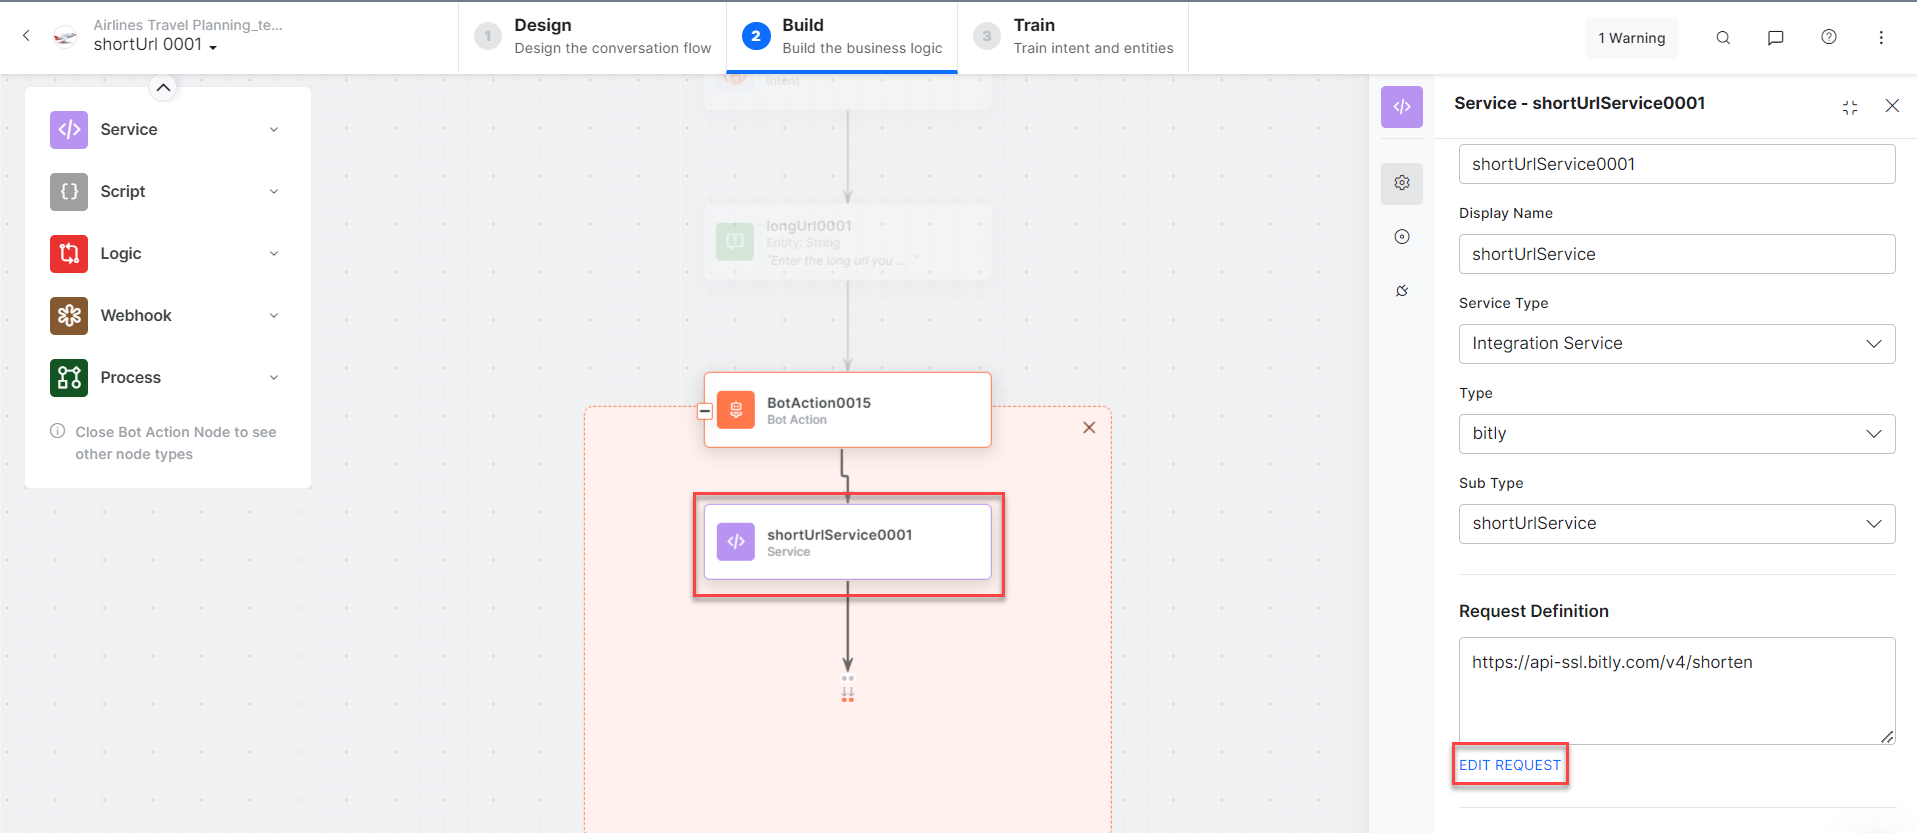 Airlines Travel Planning_te...
shortUrl 0001
1
Design
Design the conversation flow
2
Build
Build the business logic
3
Train
Train intent and entities
1 Warning
Service
Script
Logic
Webhook
Process
Close Bot Action Node to see
other node types
Intent
longUrl0001
Entity: String
"Enter the long url you ... "
BotAction0015
Bot Action
shortUrlService0001
Service
Service - shortUrlService0001
shortUrlService0001
Display Name
shortUrlService
Service Type
Integration Service
Type
bitly
Sub Type
shortUrlService
Request Definition
https://api-ssl.bitly.com/v4/shorten
EDIT REQUEST